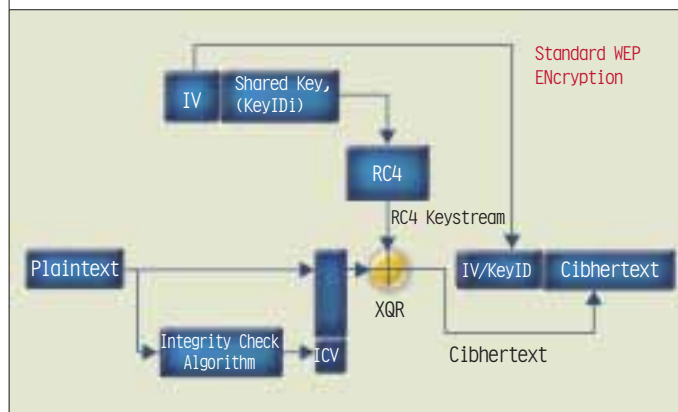 Standard WEP
ENcryption
IV
Shared Key,
(KeyIDi)
RC4
RC4 Keystream
Plaintext
IV/KeyID
Cibhertext
XQR
Integrity Check
Algorithm
ICV
Cibhertext